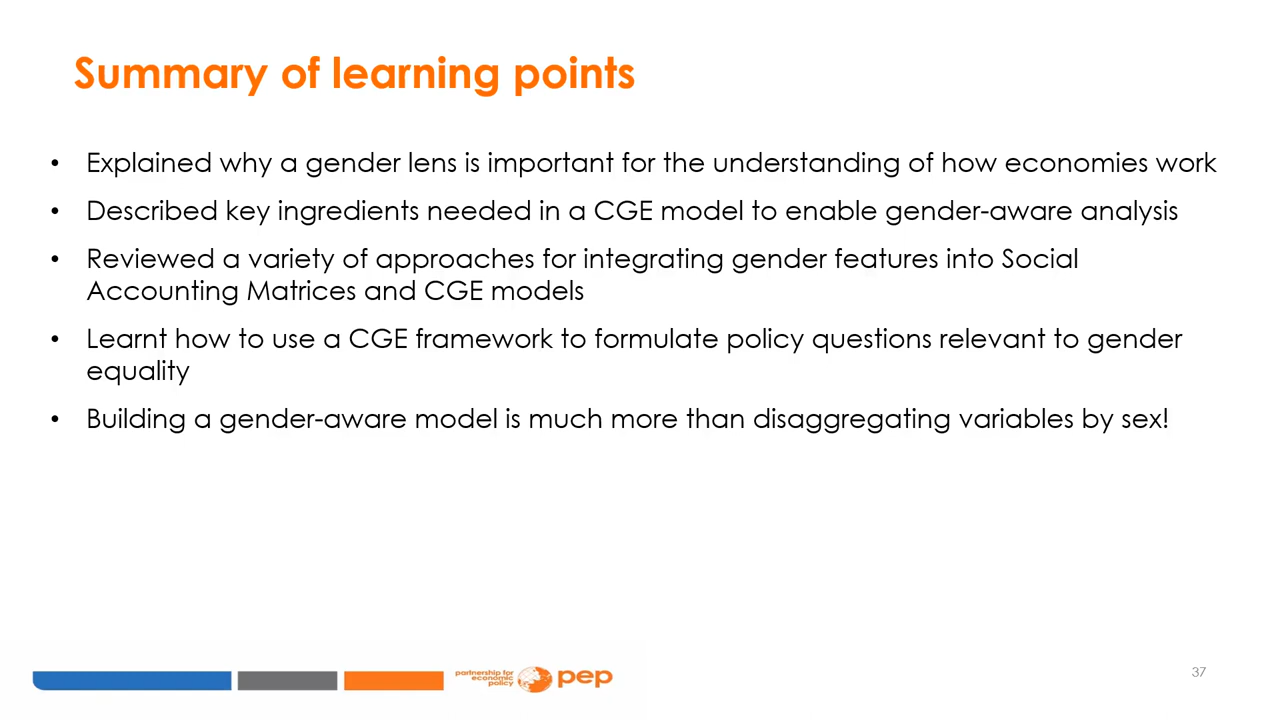 Summary of learning points
• Explained why a gender lens is important for the understanding of how economies work
• Described key ingredients needed in a CGE model to enable gender-aware analysis
• Reviewed a variety of approaches for integrating gender features into Social
Accounting Matrices and CGE models
• Learnt how to use a CGE framework to formulate policy questions relevant to gender
equality
• Building a gender-aware model is much more than disaggregating variables by sex!
partnership for
economic
policy
pep
37